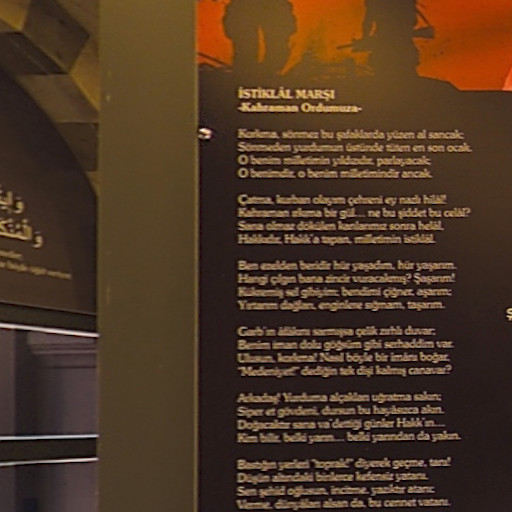 İSTİKLÂL MARŞI
-Kahraman Ordumuza-
Korkma, sönmez bu şafaklarda yüzen al sancak;
Sönmeden yurdumun üstünde tüten en son ocak.
O benim milletimin yıldızıdır, parlayacak;
O benimdir, o benim milletimindir ancak.
Çatma, kurban olayım çehreni ey nazlı hilâl!
Kahraman ırkıma bir gül... ne bu şiddet bu celâl?
Sana olmaz dökülen kanlarımız sonra helâl,
Hakkıdır, Hakk'a tapan, milletimin istiklâl.
Ben ezelden beridir hür yaşadım, hür yaşarım.
Hangi çılgın bana zincir vuracakmış? Şaşarım!
Kükremiş sel gibiyim; bendimi çiğner, aşarım;
Yırtarım dağları, enginlere sığmam, taşarım.
Garb'ın âfâkını sarmışsa çelik zırhlı duvar;
Benim iman dolu göğsüm gibi serhaddim var.
Ulusun, korkma! Nasıl böyle bir imânı boğar,
"Medeniyet!" dediğin tek dişi kalmış canavar?
Arkadaş! Yurduma alçakları uğratma sakın;
Siper et gövdeni, dursun bu hayâsızca akın.
Doğacaktır sana va'dettiği günler Hakk'ın...
Kim bilir, belki yarın... belki yarından da yakın.
Bastığın yerleri "toprak!" diyerek geçme, tanı!
Düşün altındaki binlerce kefensiz yatanı.
Sen şehid oğlusun, incitme, yazıktır atanı;
Verme, dünyaları alsan da, bu cennet vatanı.